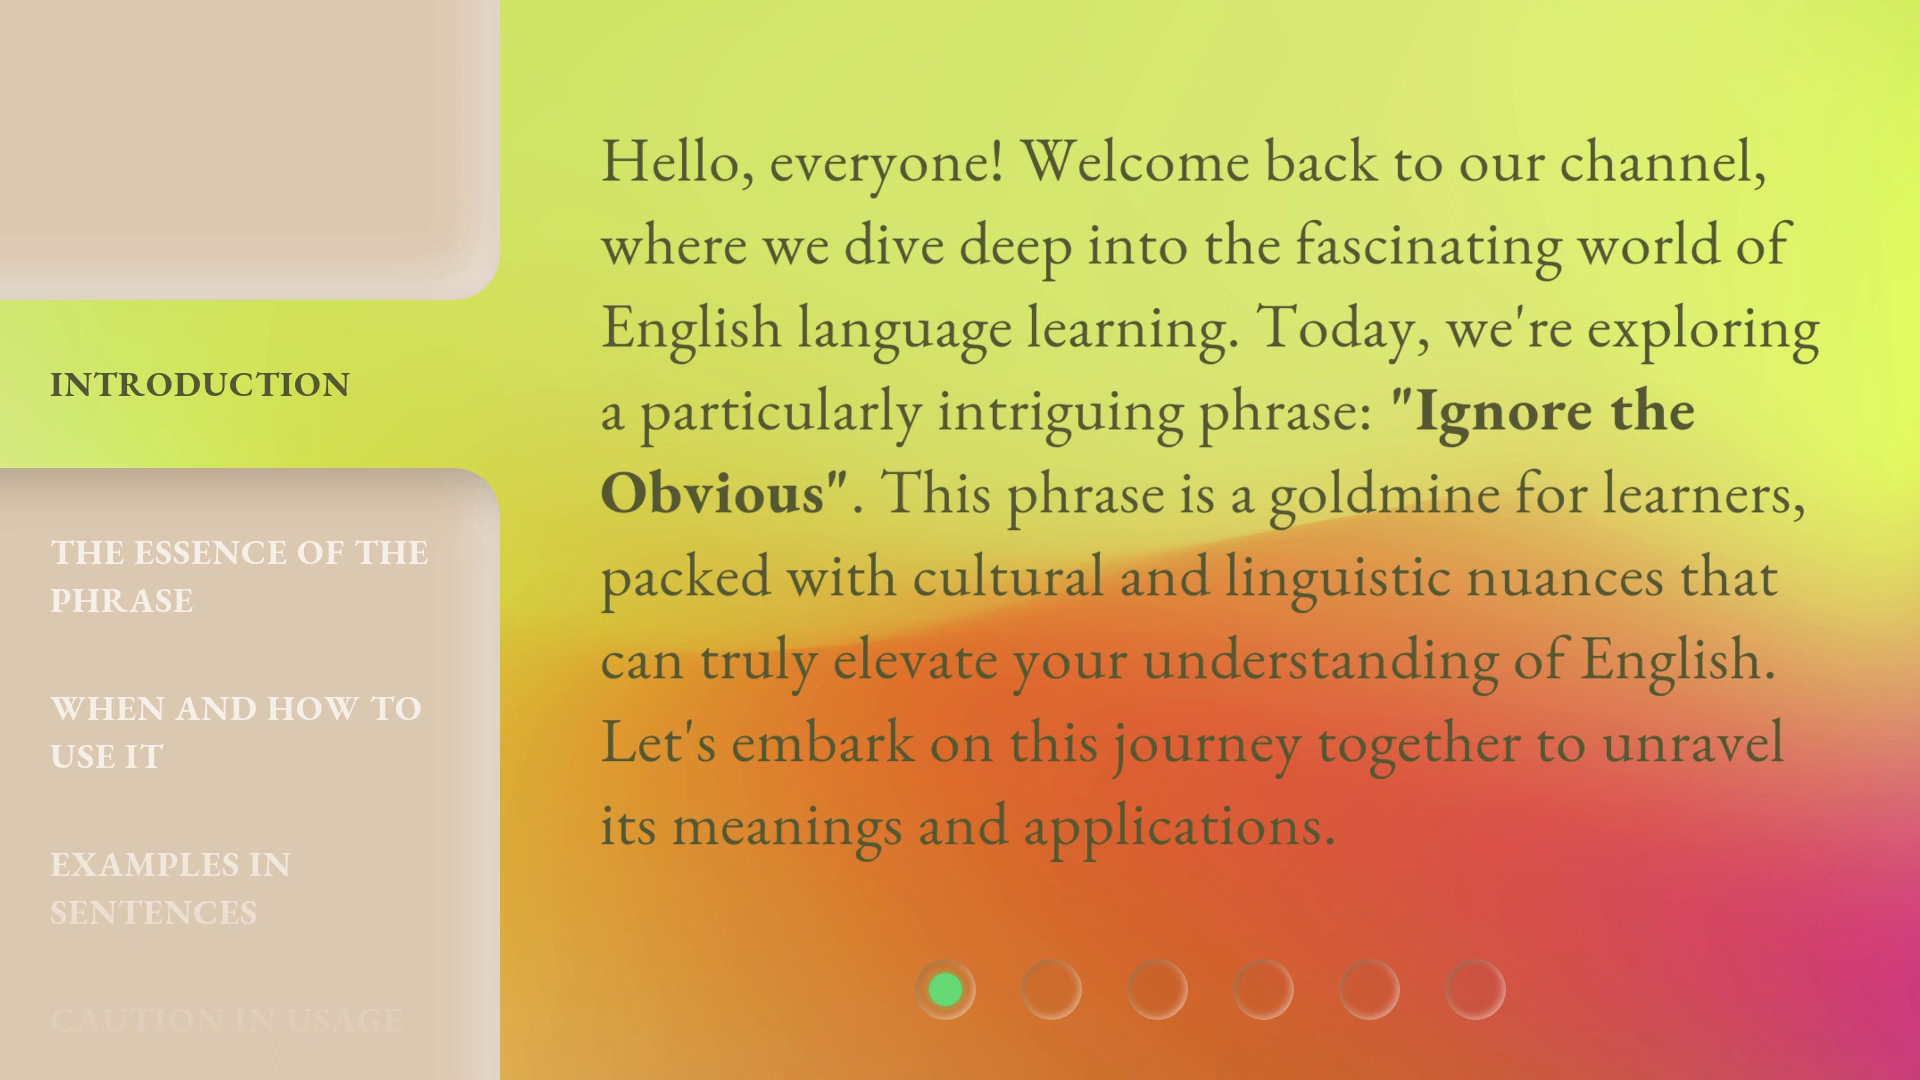 INTRODUCTION
THE ESSENCE OF THE
PHRASE
WHEN AND HOW TO
USE IT
EXAMPLES IN
SENTENCES
CAUTION IN USAGE
Hello, everyone! Welcome back to our channel,
where we dive deep into the fascinating world of
English language learning. Today, we're exploring
a particularly intriguing phrase: "Ignore the
Obvious". This phrase is a goldmine for learners,
packed with cultural and linguistic nuances that
can truly elevate your understanding of English.
Let's embark on this journey together to unravel
its meanings and applications.